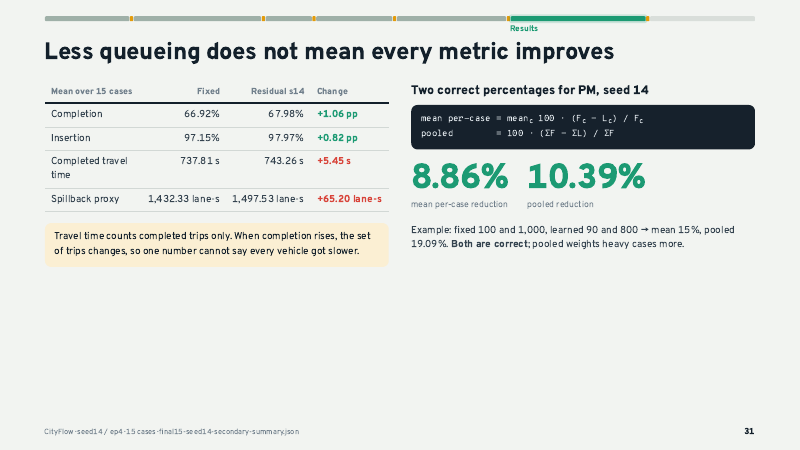 Results
Less queueing does not mean every metric improves
Mean over 15 cases Fixed Residual s14 Change
Completion 66.92% 67.98% +1.06 pp
Insertion 97.15% 97.97% +0.82 pp
Completed travel time 737.81 s 743.26 s +5.45 s
Spillback proxy 1,432.33 lane-s 1,497.53 lane-s +65.20 lane-s
Travel time counts completed trips only. When completion rises, the set
of trips changes, so one number cannot say every vehicle got slower.
Two correct percentages for PM, seed 14
mean per-case = mean_c 100 · (F_c − L_c) / F_c
pooled = 100 · (ΣF − ΣL) / ΣF
8.86% 10.39%
mean per-case reduction pooled reduction
Example: fixed 100 and 1,000, learned 90 and 800 → mean 15%, pooled
19.09%. Both are correct; pooled weights heavy cases more.
CityFlow-seed14 / ep4-15 cases-final15-seed14-secondary-summary.json
31